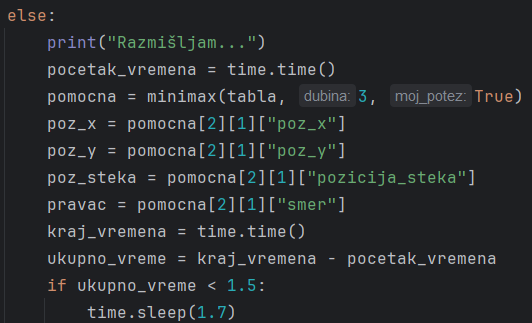 else:
print("Razmišljam...")
pocetak_vremena = time.time()
pomocna = minimax(tabla, dubina: 3, moj_potez: True)
poz_x = pomocna[2][1]["poz_x"]
poz_y = pomocna[2][1]["poz_y"]
poz_steka = pomocna[2][1]["pozicija_steka"]
pravac = pomocna[2][1]["smer"]
kraj_vremena = time.time()
ukupno_vreme = kraj_vremena - pocetak_vremena
if ukupno_vreme < 1.5:
time.sleep(1.7)